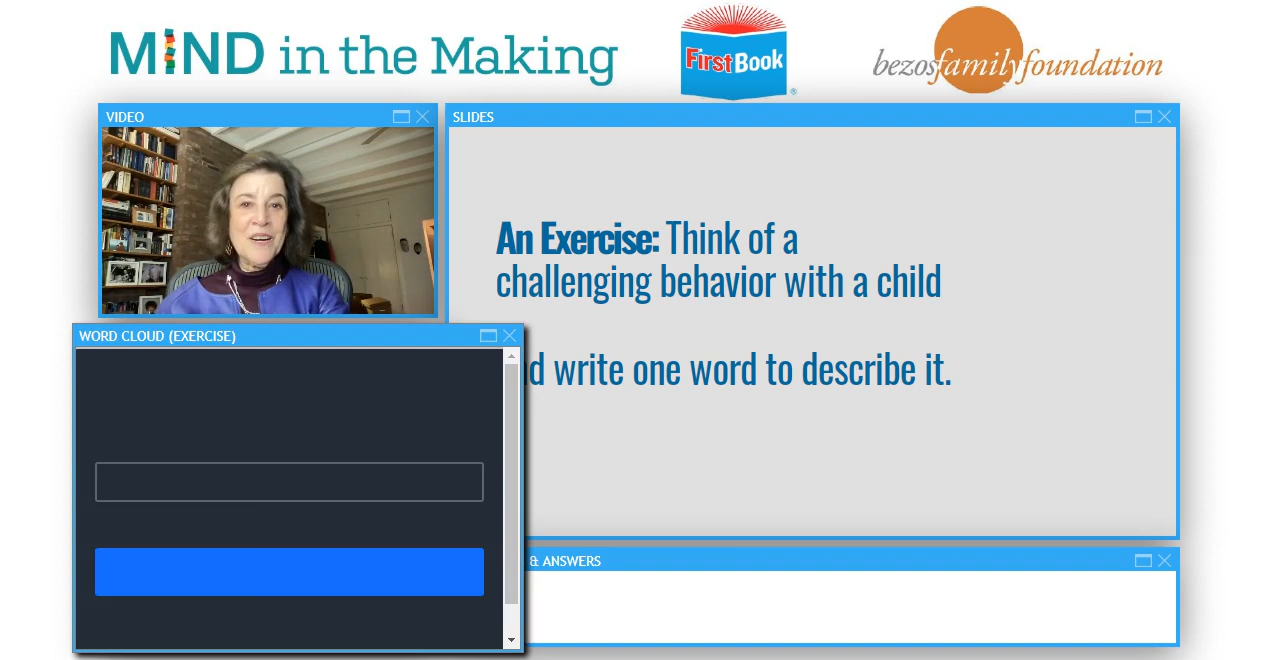 MIND in the Making
First Book
®
bezosfamilyfoundation
VIDEO
SLIDES
An Exercise: Think of a
challenging behavior with a child
nd write one word to describe it.
WORD CLOUD (EXERCISE)
& ANSWERS